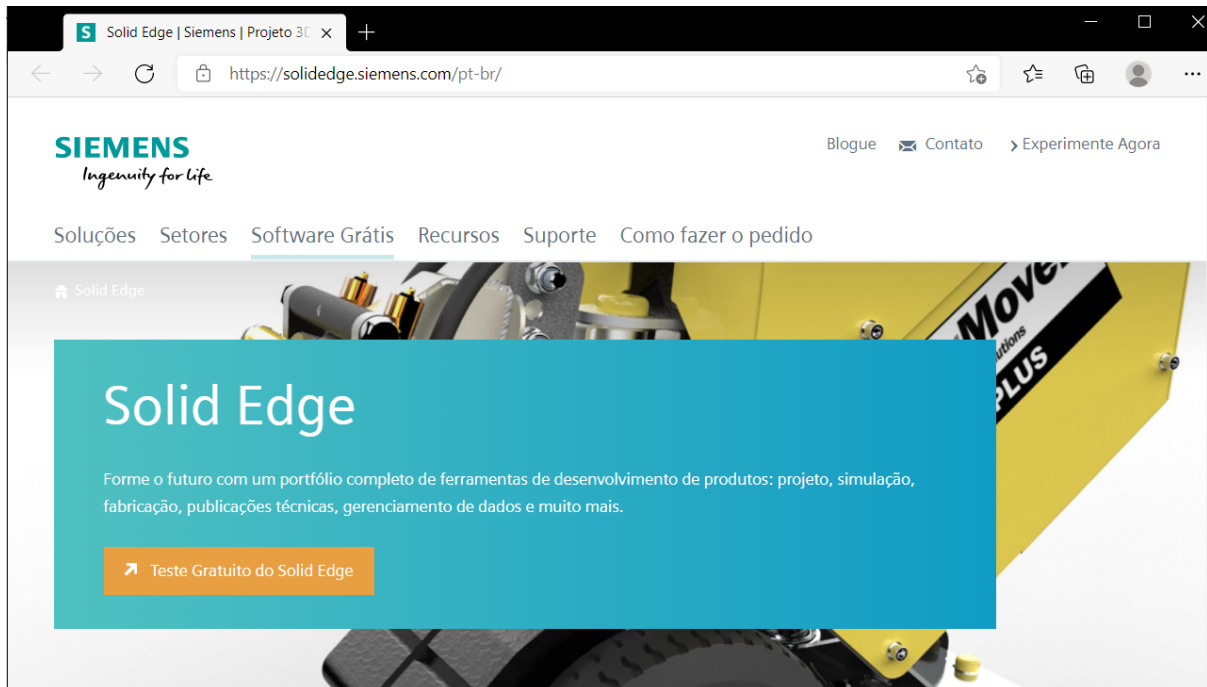 S Solid Edge | Siemens | Projeto 3D
https://solidedge.siemens.com/pt-br/
SIEMENS
Ingenuity for life
Blogue Contato Experimente Agora
Soluções Setores Software Grátis Recursos Suporte Como fazer o pedido
Solid Edge
Mover
utions
PLUS
Solid Edge
Forme o futuro com um portfólio completo de ferramentas de desenvolvimento de produtos: projeto, simulação,
fabricação, publicações técnicas, gerenciamento de dados e muito mais.
Teste Gratuito do Solid Edge